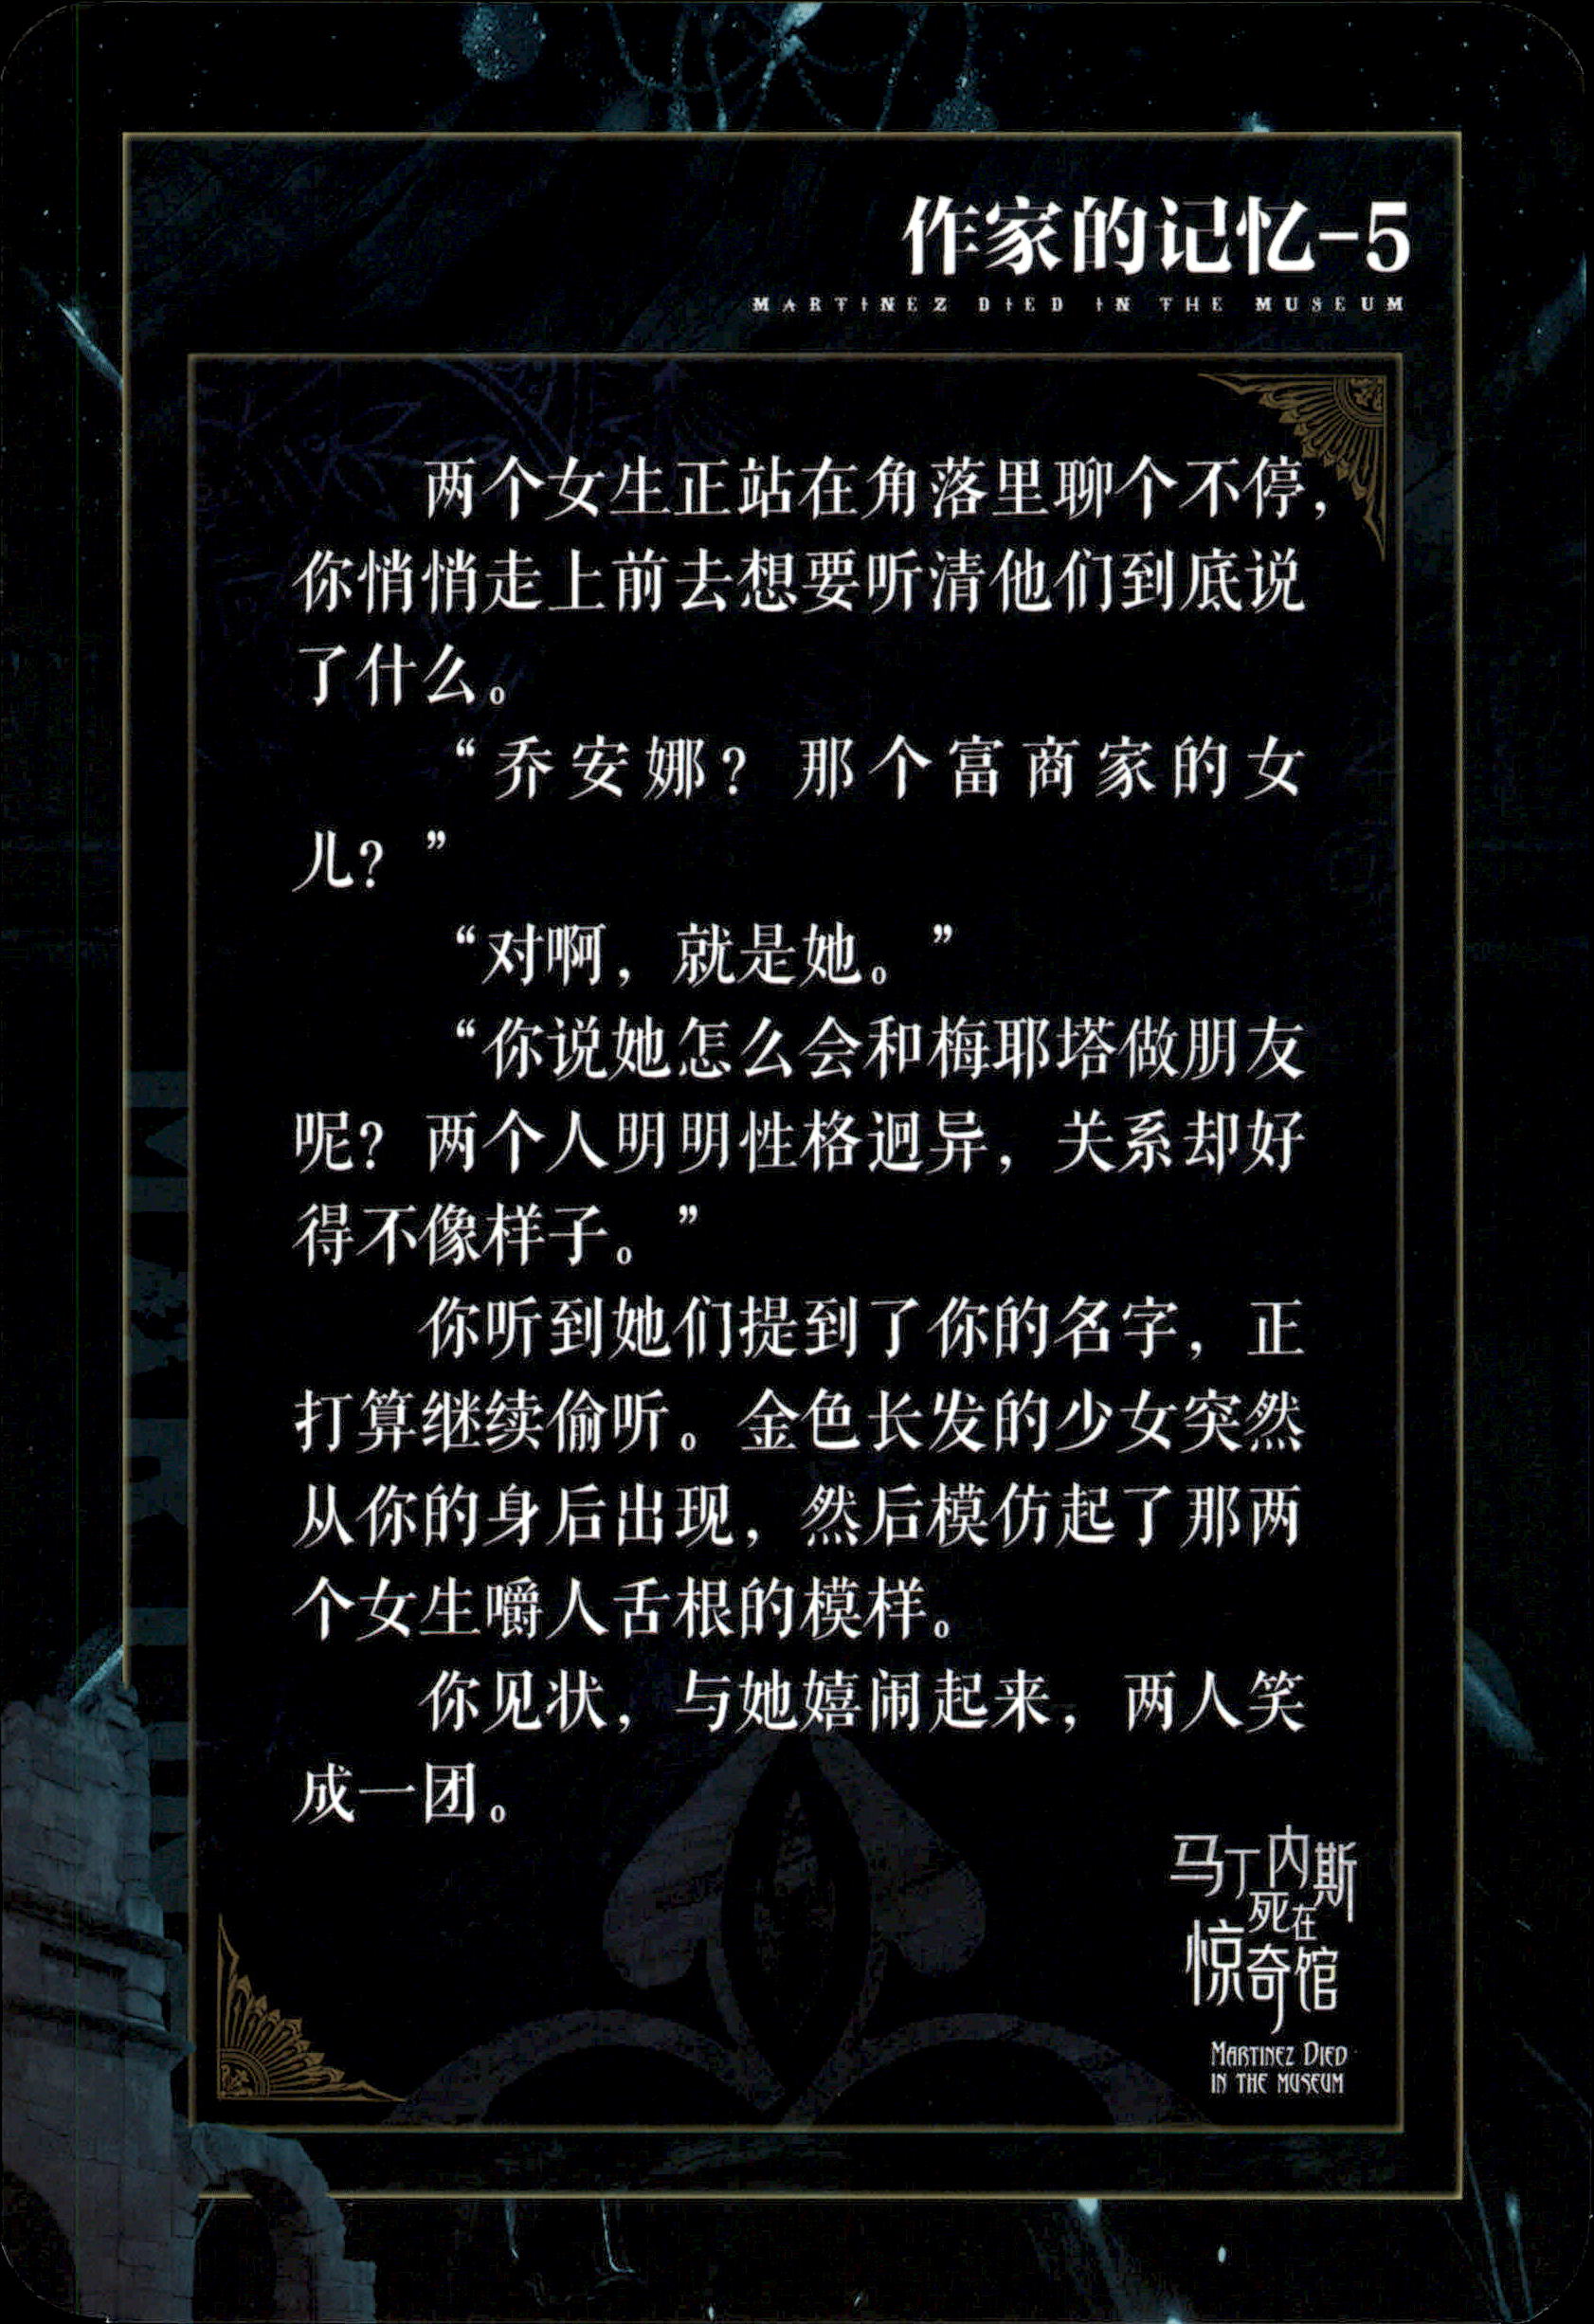 作家的记忆-5
MARTINEZ DIED IN THE MUSEUM
两个女生正站在角落里聊个不停，
你悄悄走上前去想要听清他们到底说
了什么。
“乔安娜？那个富商家的女
儿？”
“对啊，就是她。”
“你说她怎么会和梅耶塔做朋友
呢？两个人明明性格迥异，关系却好
得不像样子。”
你听到她们提到了你的名字，正
打算继续偷听。金色长发的少女突然
从你的身后出现，然后模仿起了那两
个女生嚼人舌根的模样。
你见状，与她嬉闹起来，两人笑
成一团。
马丁内斯
死在
惊奇馆
MARTINEZ DIED
IN THE MUSEUM